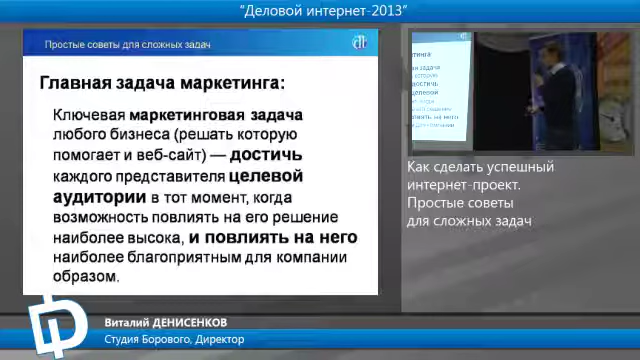 “Деловой интернет-2013”
Простые советы для сложных задач
Главная задача маркетинга:
Ключевая маркетинговая задача
любого бизнеса (решать которую
помогает и веб-сайт) — достичь
каждого представителя целевой
аудитории в тот момент, когда
возможность повлиять на его решение
наиболее высока, и повлиять на него
наиболее благоприятным для компании
образом.
Как сделать успешный
интернет-проект.
Простые советы
для сложных задач
Виталий ДЕНИСЕНКОВ
Студия Борового, Директор